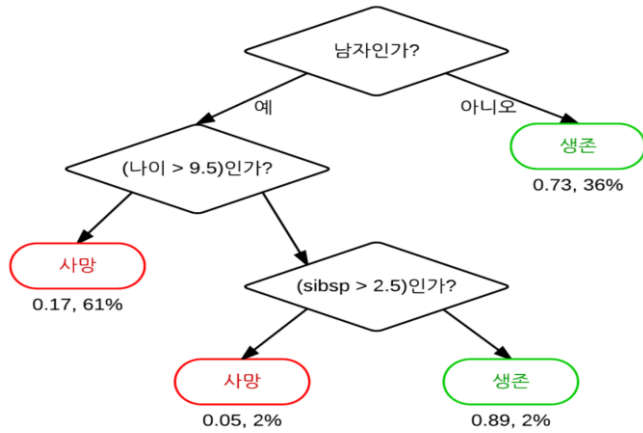 남자인가?
예
아니오
(나이 > 9.5)인가?
생존
0.73, 36%
사망
0.17, 61%
(sibsp > 2.5)인가?
사망
생존
0.05, 2%
0.89, 2%